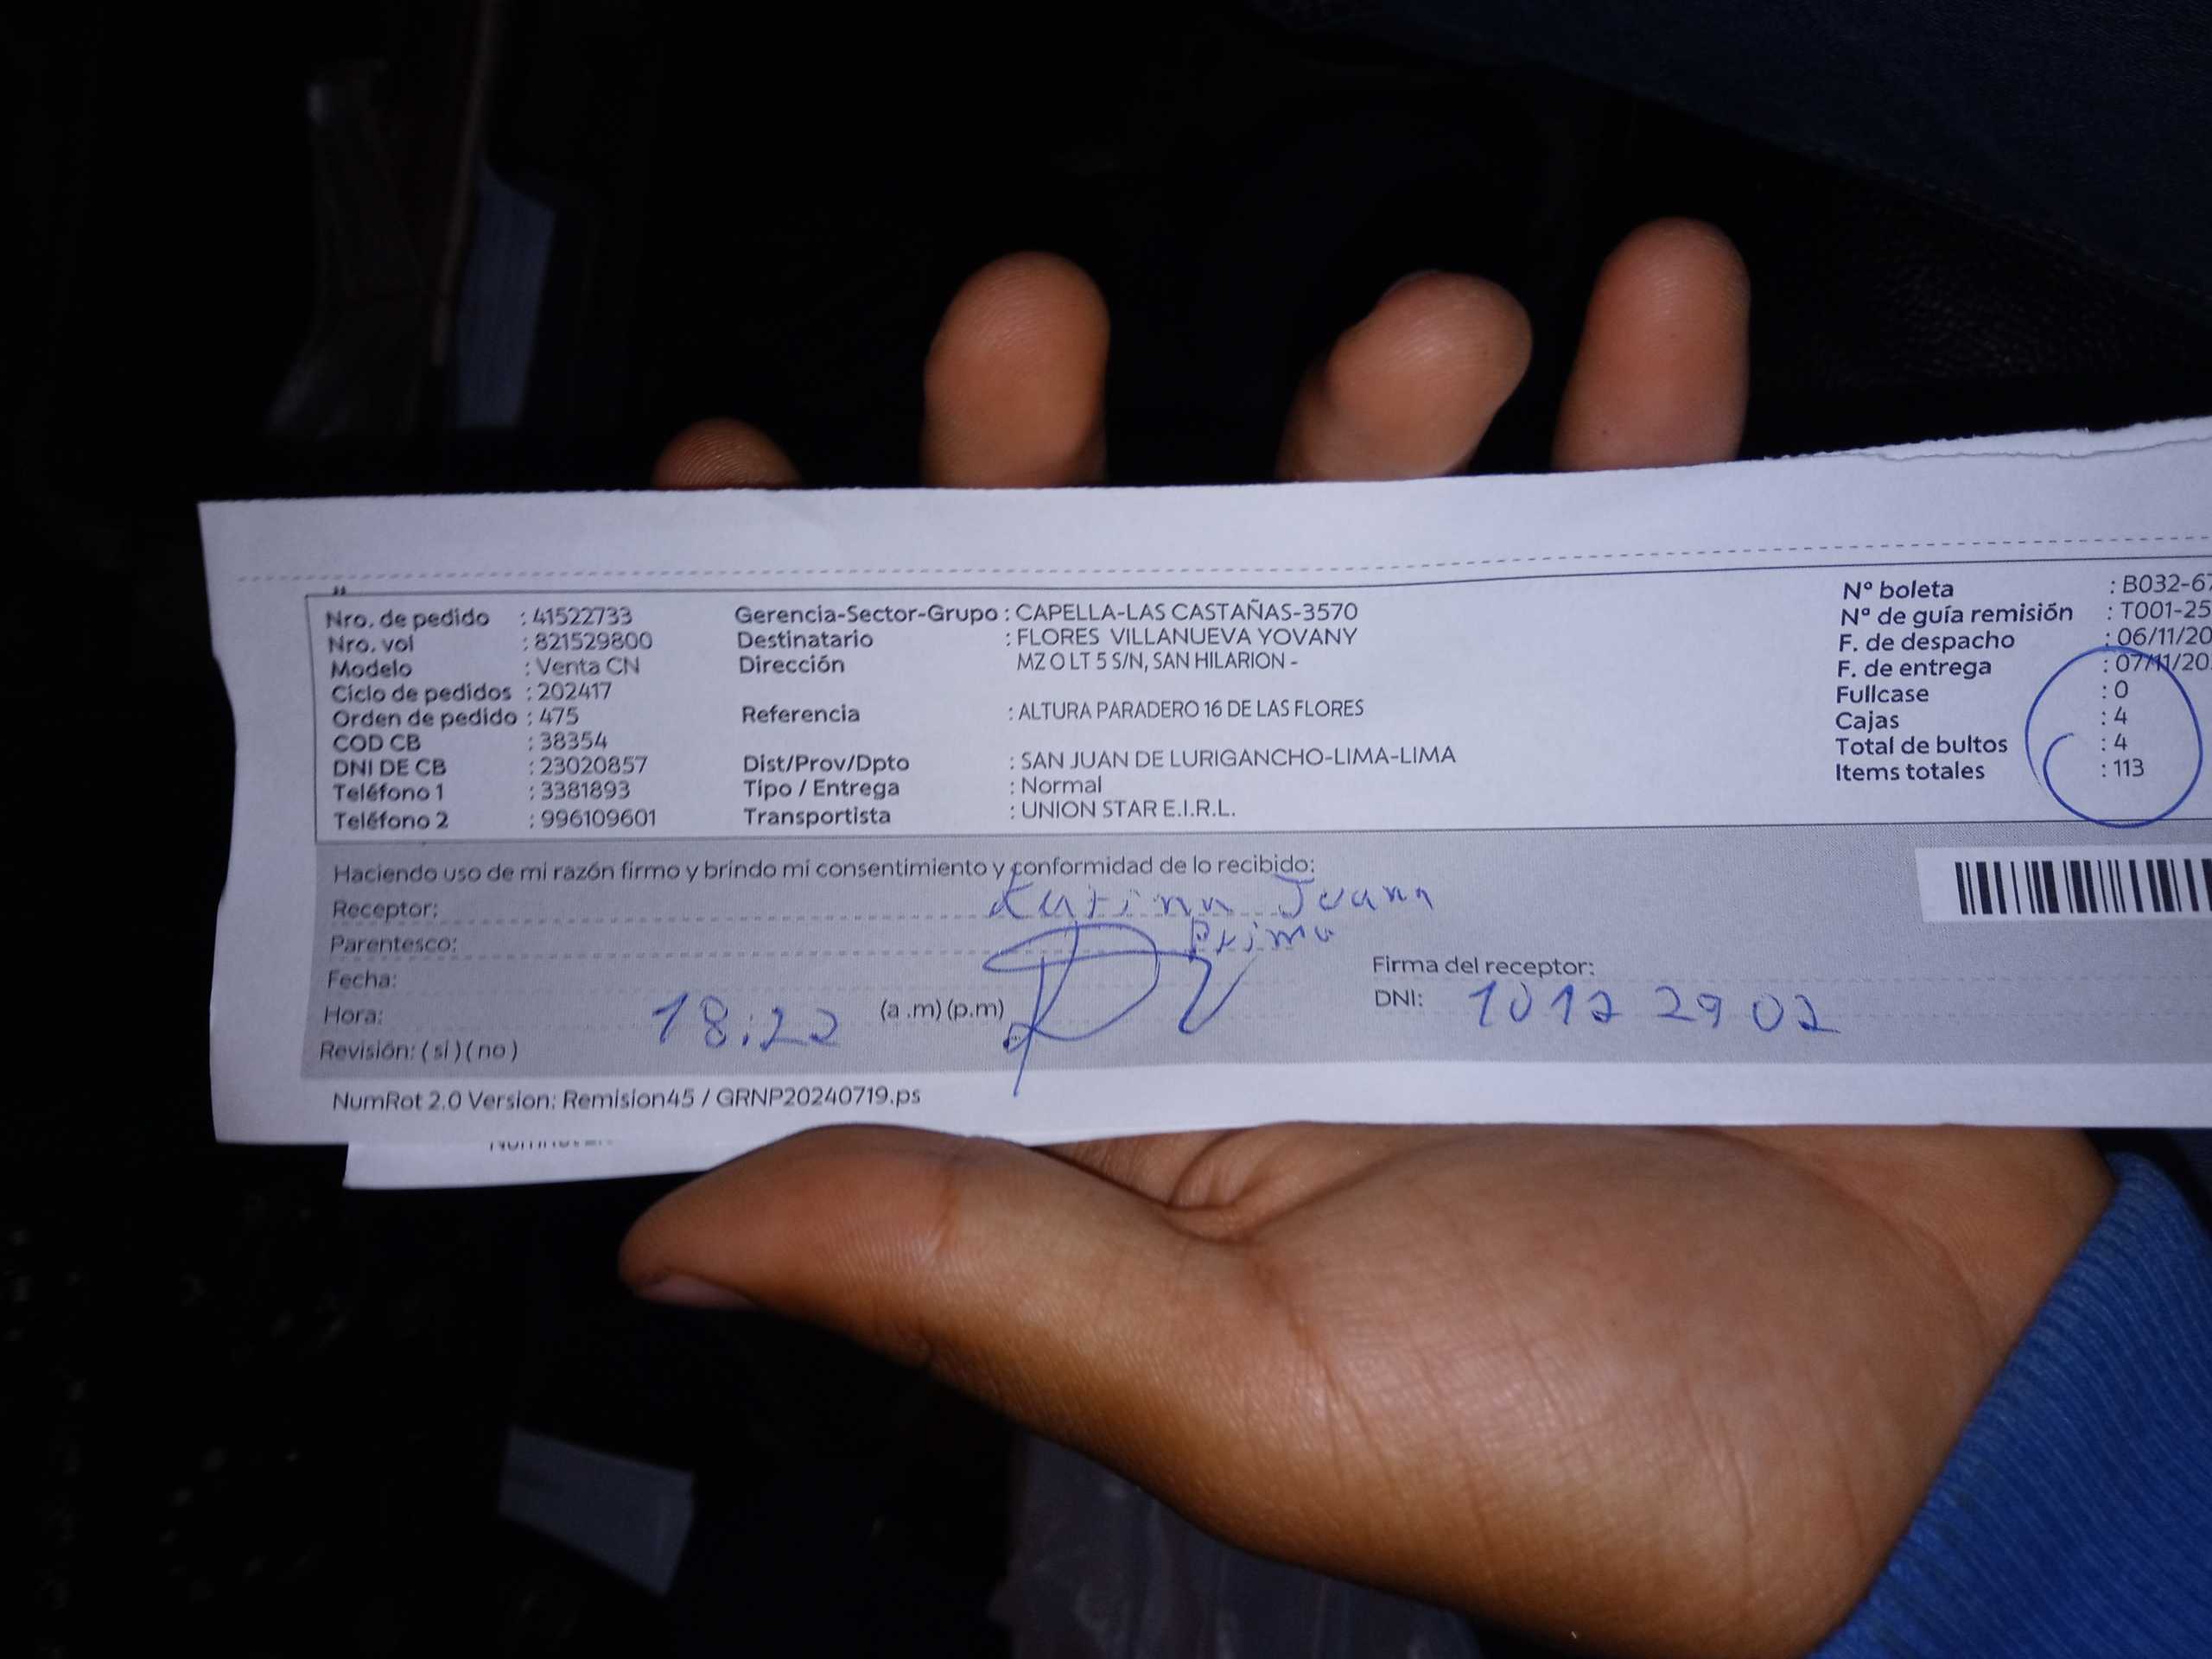 Nro. de pedido : 41522733 Gerencia-Sector-Grupo : CAPELLA-LAS CASTAÑAS-3570 Nº boleta : B032-67
Nro. vol : 821529800 Destinatario : FLORES VILLANUEVA YOVANY Nª de guía remisión : T001-25
Modelo : Venta CN Dirección MZ O LT 5 S/N, SAN HILARION - F. de despacho : 06/11/20
Ciclo de pedidos : 202417 F. de entrega : 07/11/20
Orden de pedido : 475 Referencia : ALTURA PARADERO 16 DE LAS FLORES Fullcase : 0
COD CB : 38354 Cajas : 4
DNI DE CB : 23020857 Dist/Prov/Dpto : SAN JUAN DE LURIGANCHO-LIMA-LIMA Total de bultos : 4
Teléfono 1 : 3381893 Tipo / Entrega : Normal Items totales : 113
Teléfono 2 : 996109601 Transportista : UNION STAR E.I.R.L.
Haciendo uso de mi razón firmo y brindo mi consentimiento y conformidad de lo recibido:
Receptor: Juana
Parentesco: Prima
Fecha: Firma del receptor:
Hora: 18:22 (a .m) (p.m) DNI: 10122902
Revisión: ( si ) ( no )
NumRot 2.0 Version: Remision45 / GRNP20240719.ps